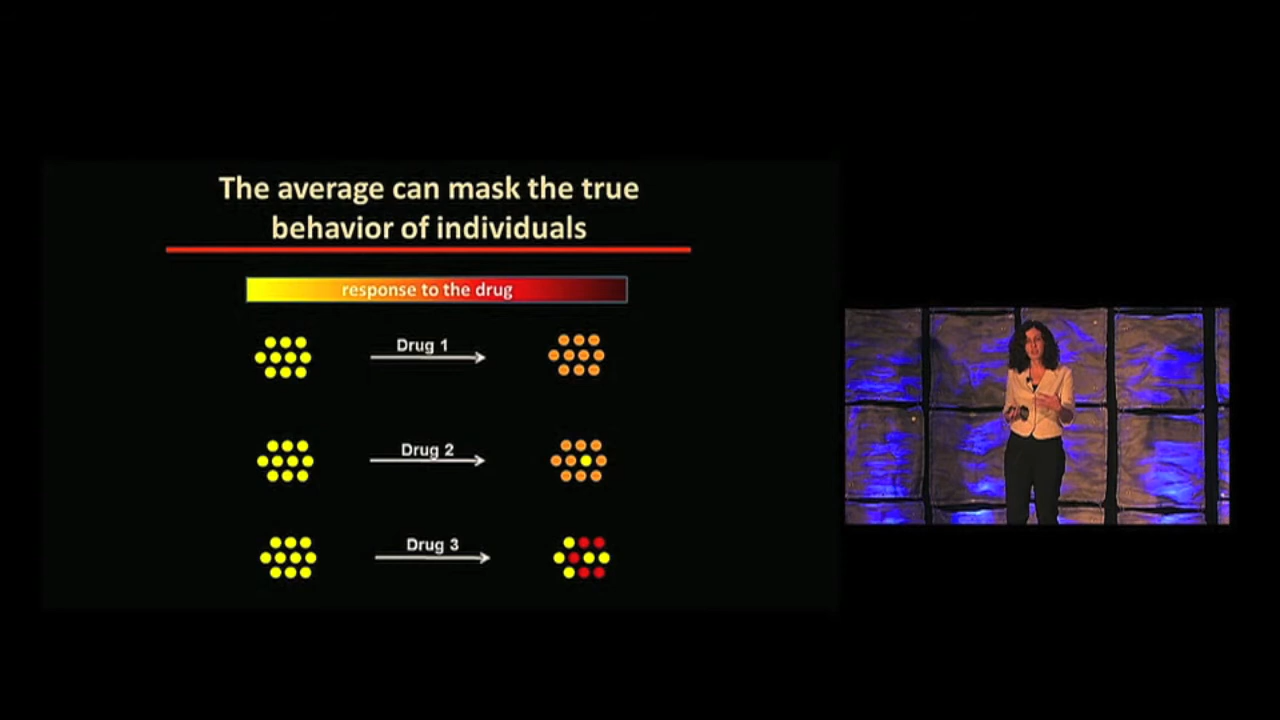 The average can mask the true
behavior of individuals
response to the drug
Drug 1
Drug 2
Drug 3